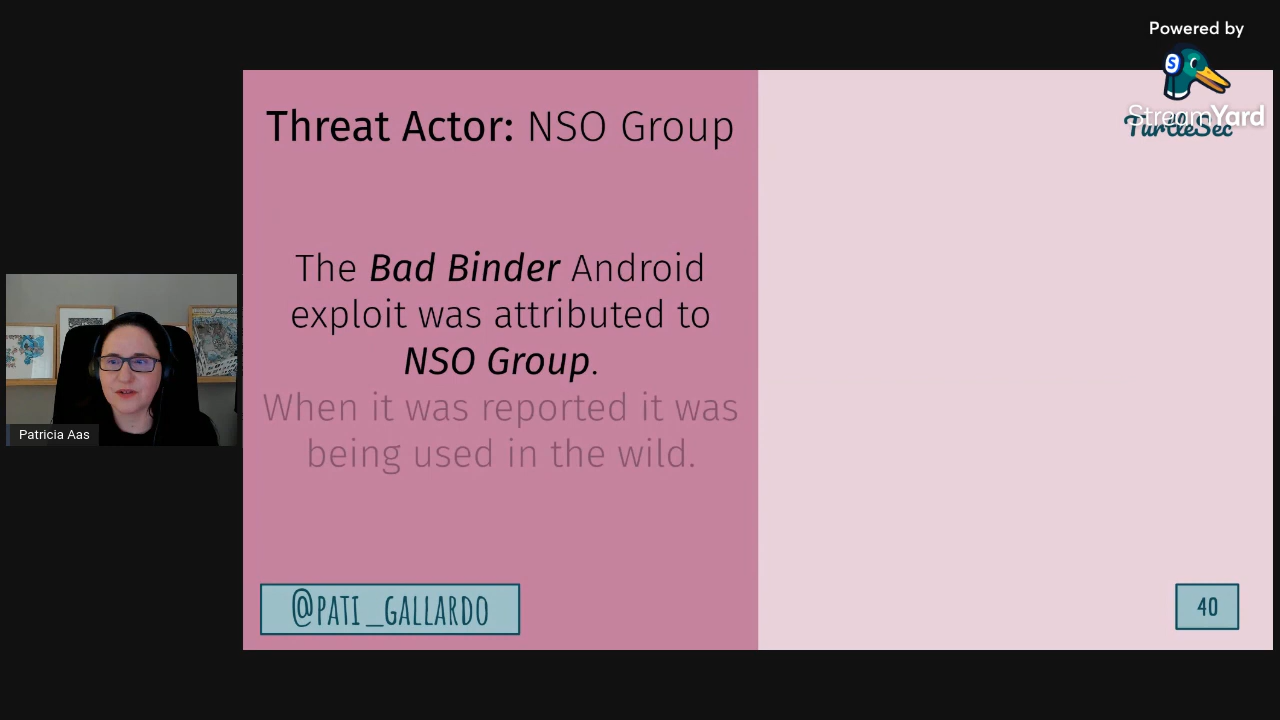 Powered by
StreamYard
TurtleSec
Threat Actor: NSO Group
The Bad Binder Android
exploit was attributed to
NSO Group.
When it was reported it was
being used in the wild.
Patricia Aas
@PATI_GALLARDO
40